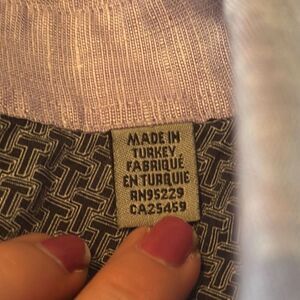 MADE IN
TURKEY
FABRIQUÉ
EN TURQUIE
RN95229
CA25459